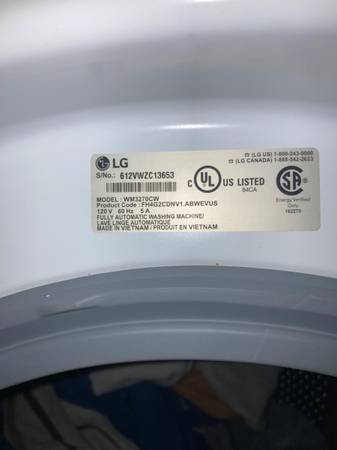 LG
S/No.: 612VWZC13653
☎ (LG US) 1-800-243-0000
☎ (LG CANADA) 1-888-542-2623
C UL US LISTED
84CA
SA
Energy Verified
Only.
MODEL : WM3270CW
Product Code : FH4G2CDNV1.ABWEVUS
120 V 60 Hz 5 A
FULLY AUTOMATIC WASHING MACHINE/
LAVE LINGE AUTOMATIQUE
MADE IN VIETNAM / PRODUIT EN VIETNAM